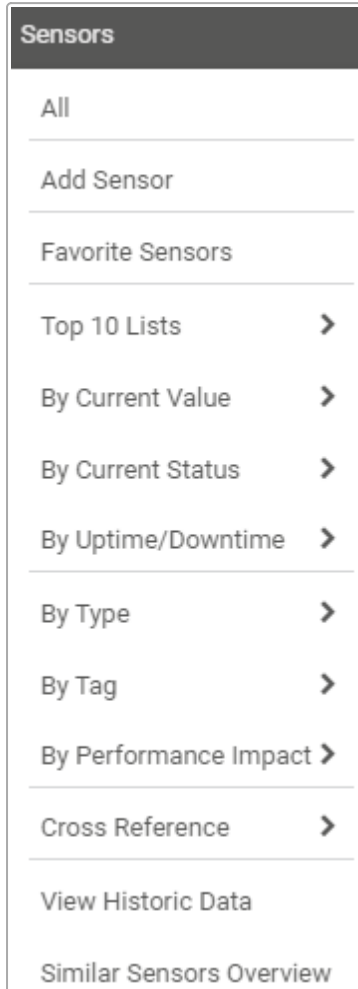 Sensors
All
Add Sensor
Favorite Sensors
Top 10 Lists
By Current Value
By Current Status
By Uptime/Downtime
By Type
By Tag
By Performance Impact
Cross Reference
View Historic Data
Similar Sensors Overview